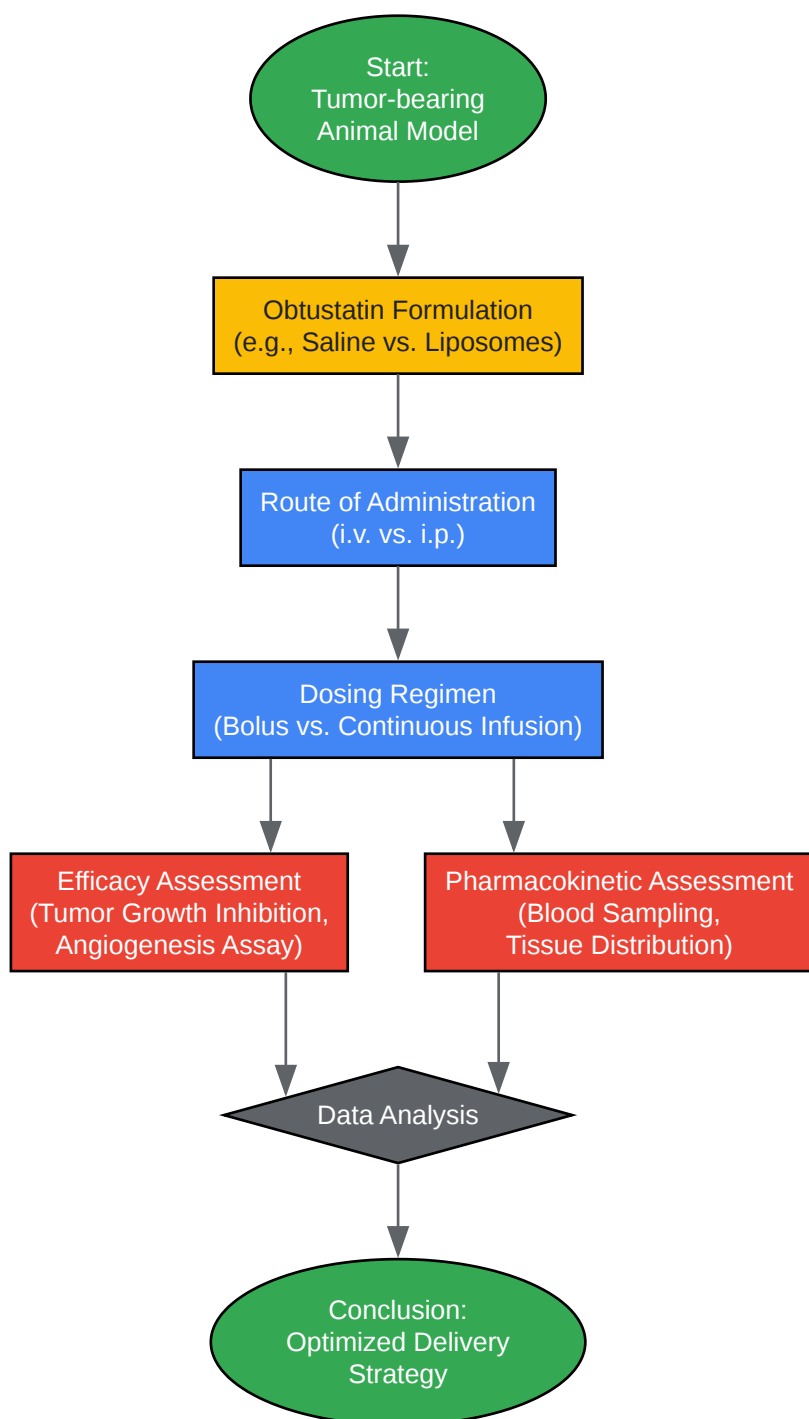 Start:
Tumor-bearing
Animal Model
Obtustatin Formulation
(e.g., Saline vs. Liposomes)
Route of Administration
(i.v. vs. i.p.)
Dosing Regimen
(Bolus vs. Continuous Infusion)
Efficacy Assessment
(Tumor Growth Inhibition,
Angiogenesis Assay)
Pharmacokinetic Assessment
(Blood Sampling,
Tissue Distribution)
Data Analysis
Conclusion:
Optimized Delivery
Strategy